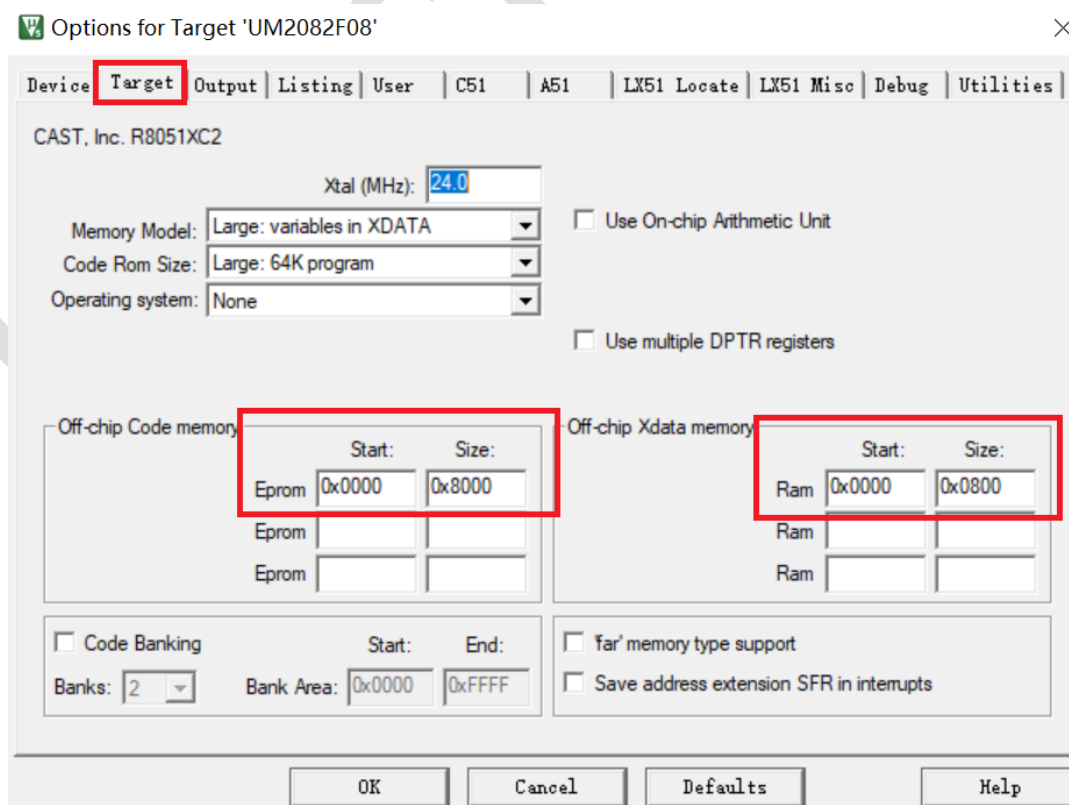 Options for Target 'UM2082F08'
Device Target Output Listing User C51 A51 LX51 Locate LX51 Misc Debug Utilities
CAST, Inc. R8051XC2
Xtal (MHz): 24.0
Memory Model: Large: variables in XDATA
Use On-chip Arithmetic Unit
Code Rom Size: Large: 64K program
Operating system: None
Use multiple DPTR registers
Off-chip Code memory
Start: Size:
Eprom 0x0000 0x8000
Eprom
Eprom
Off-chip Xdata memory
Start: Size:
Ram 0x0000 0x0800
Ram
Ram
Code Banking Start: End:
Banks: 2 Bank Area: 0x0000 0xFFFF
'far' memory type support
Save address extension SFR in interrupts
OK Cancel Defaults Help